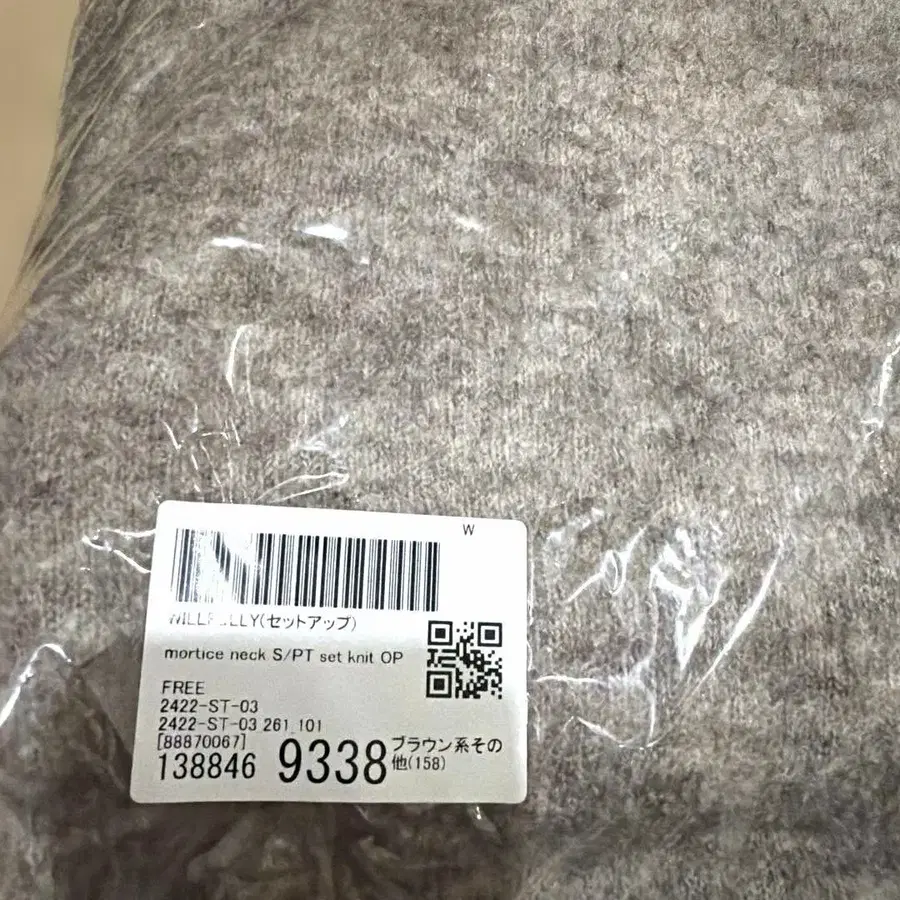 W
(セットアップ)
mortice neck S/PT set knit OP
FREE
2422-ST-03
2422-ST-03 261 101
[88870067]
138846 9338 ブラウン系その
他(158)